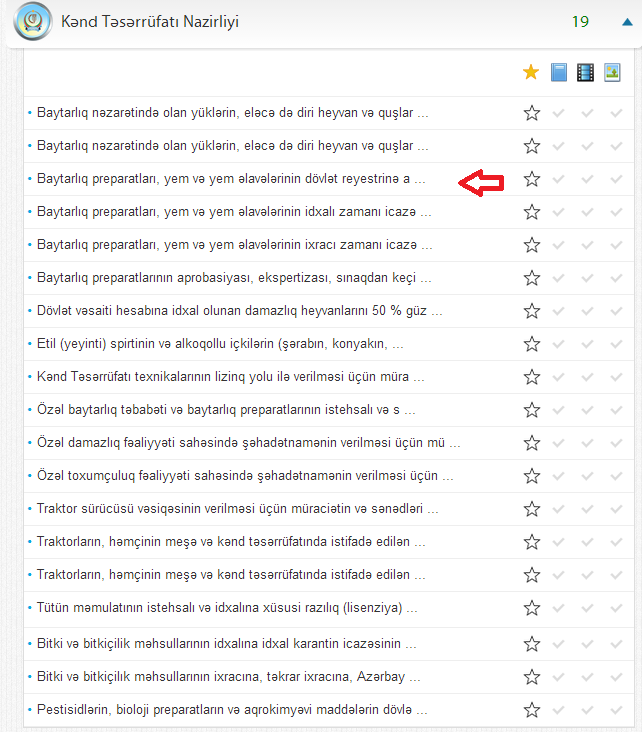 Kənd Təsərrüfatı Nazirliyi 19
• Baytarlıq nəzarətində olan yüklərin, eləcə də diri heyvan və quşlar ...
• Baytarlıq nəzarətində olan yüklərin, eləcə də diri heyvan və quşlar ...
• Baytarlıq preparatları, yem və yem əlavələrinin dövlət reyestrinə a ...
• Baytarlıq preparatları, yem və yem əlavələrinin idxalı zamanı icazə ...
• Baytarlıq preparatları, yem və yem əlavələrinin ixracı zamanı icazə ...
• Baytarlıq preparatlarının aprobasiyası, ekspertizası, sınaqdan keçi ...
• Dövlət vəsaiti hesabına idxal olunan damazlıq heyvanlarını 50 % güz ...
• Etil (yeyinti) spirtinin və alkoqollu içkilərin (şərabın, konyakın, ...
• Kənd Təsərrüfatı texnikalarının lizinq yolu ilə verilməsi üçün müra ...
• Özəl baytarlıq təbabəti və baytarlıq preparatlarının istehsalı və s ...
• Özəl damazlıq fəaliyyəti sahəsində şəhadətnamənin verilməsi üçün mü ...
• Özəl toxumçuluq fəaliyyəti sahəsində şəhadətnamənin verilməsi üçün ...
• Traktor sürücüsü vəsiqəsinin verilməsi üçün müraciətin və sənədləri ...
• Traktorların, həmçinin meşə və kənd təsərrüfatında istifadə edilən ...
• Traktorların, həmçinin meşə və kənd təsərrüfatında istifadə edilən ...
• Tütün məmulatının istehsalı və idxalına xüsusi razılıq (lisenziya) ...
• Bitki və bitkiçilik məhsullarının idxalına idxal karantin icazəsinin ...
• Bitki və bitkiçilik məhsullarının ixracına, təkrar ixracına, Azərbay ...
• Pestisidlərin, bioloji preparatların və aqrokimyəvi maddələrin dövlə ...